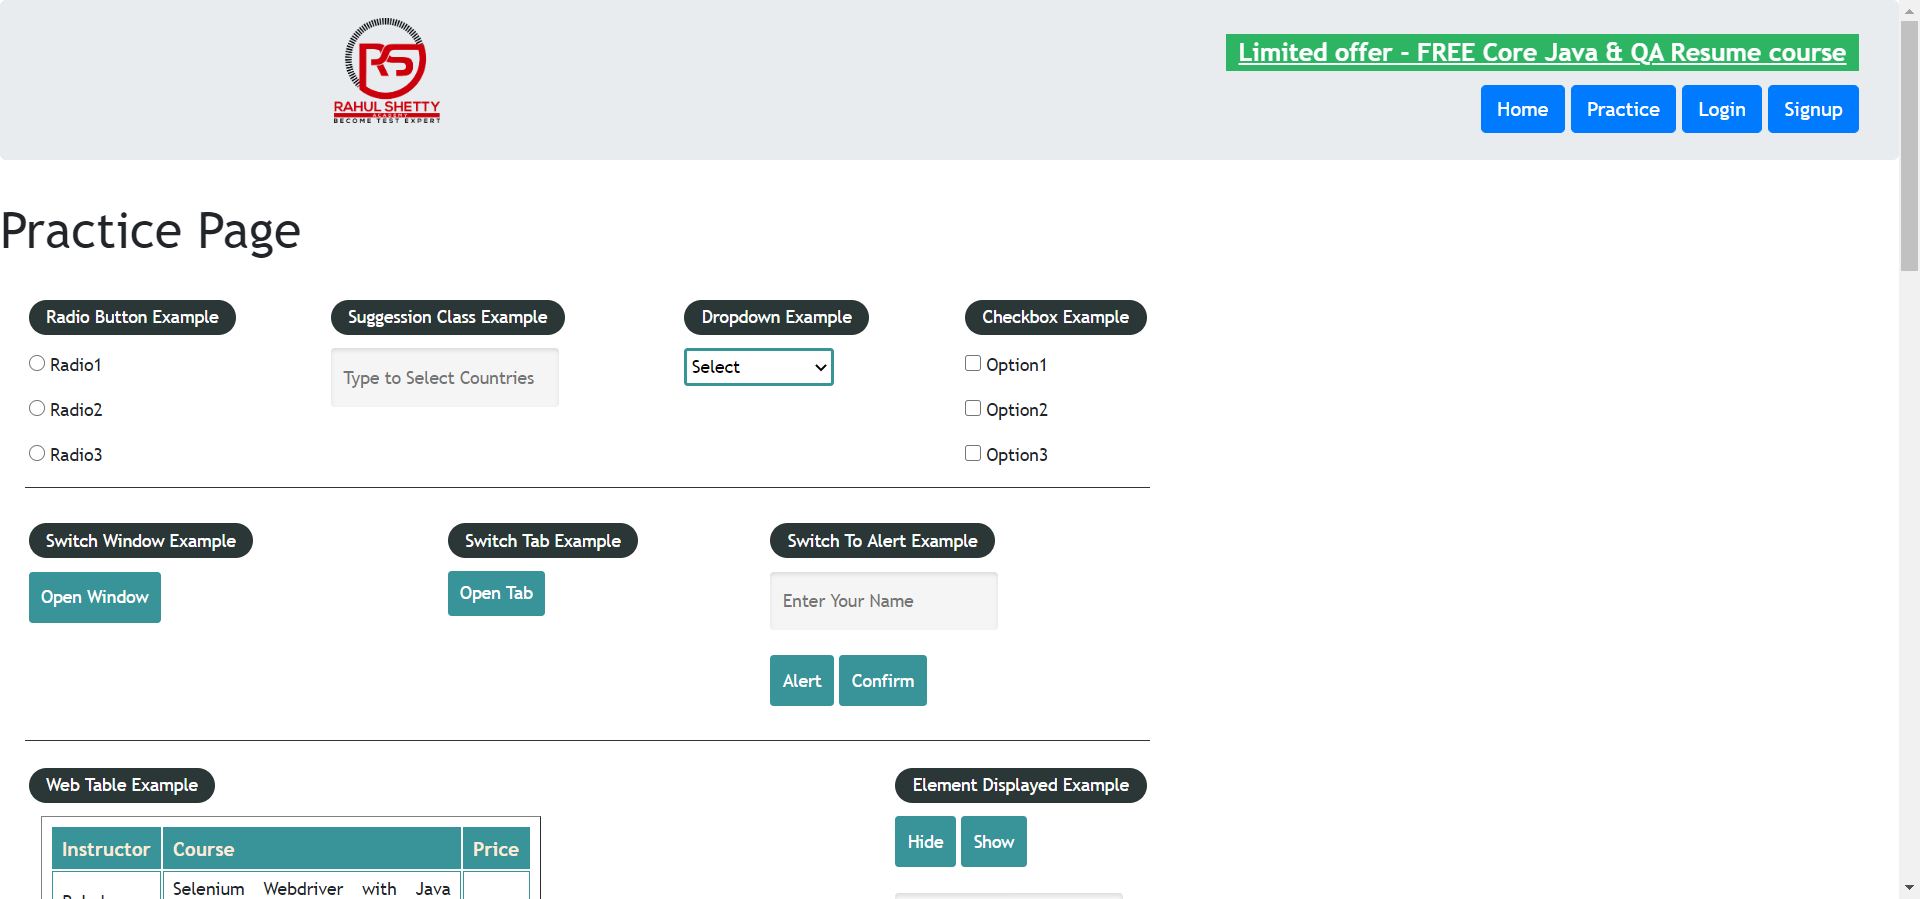 RAHUL SHETTY
ACADEMY
BECOME TEST EXPERT
Limited offer - FREE Core Java & QA Resume course
Home Practice Login Signup
Practice Page
Radio Button Example
Radio1
Radio2
Radio3
Suggession Class Example
Type to Select Countries
Dropdown Example
Select
Checkbox Example
Option1
Option2
Option3
Switch Window Example
Open Window
Switch Tab Example
Open Tab
Switch To Alert Example
Enter Your Name
Alert Confirm
Web Table Example
Instructor Course Price
Selenium Webdriver with Java
Element Displayed Example
Hide Show